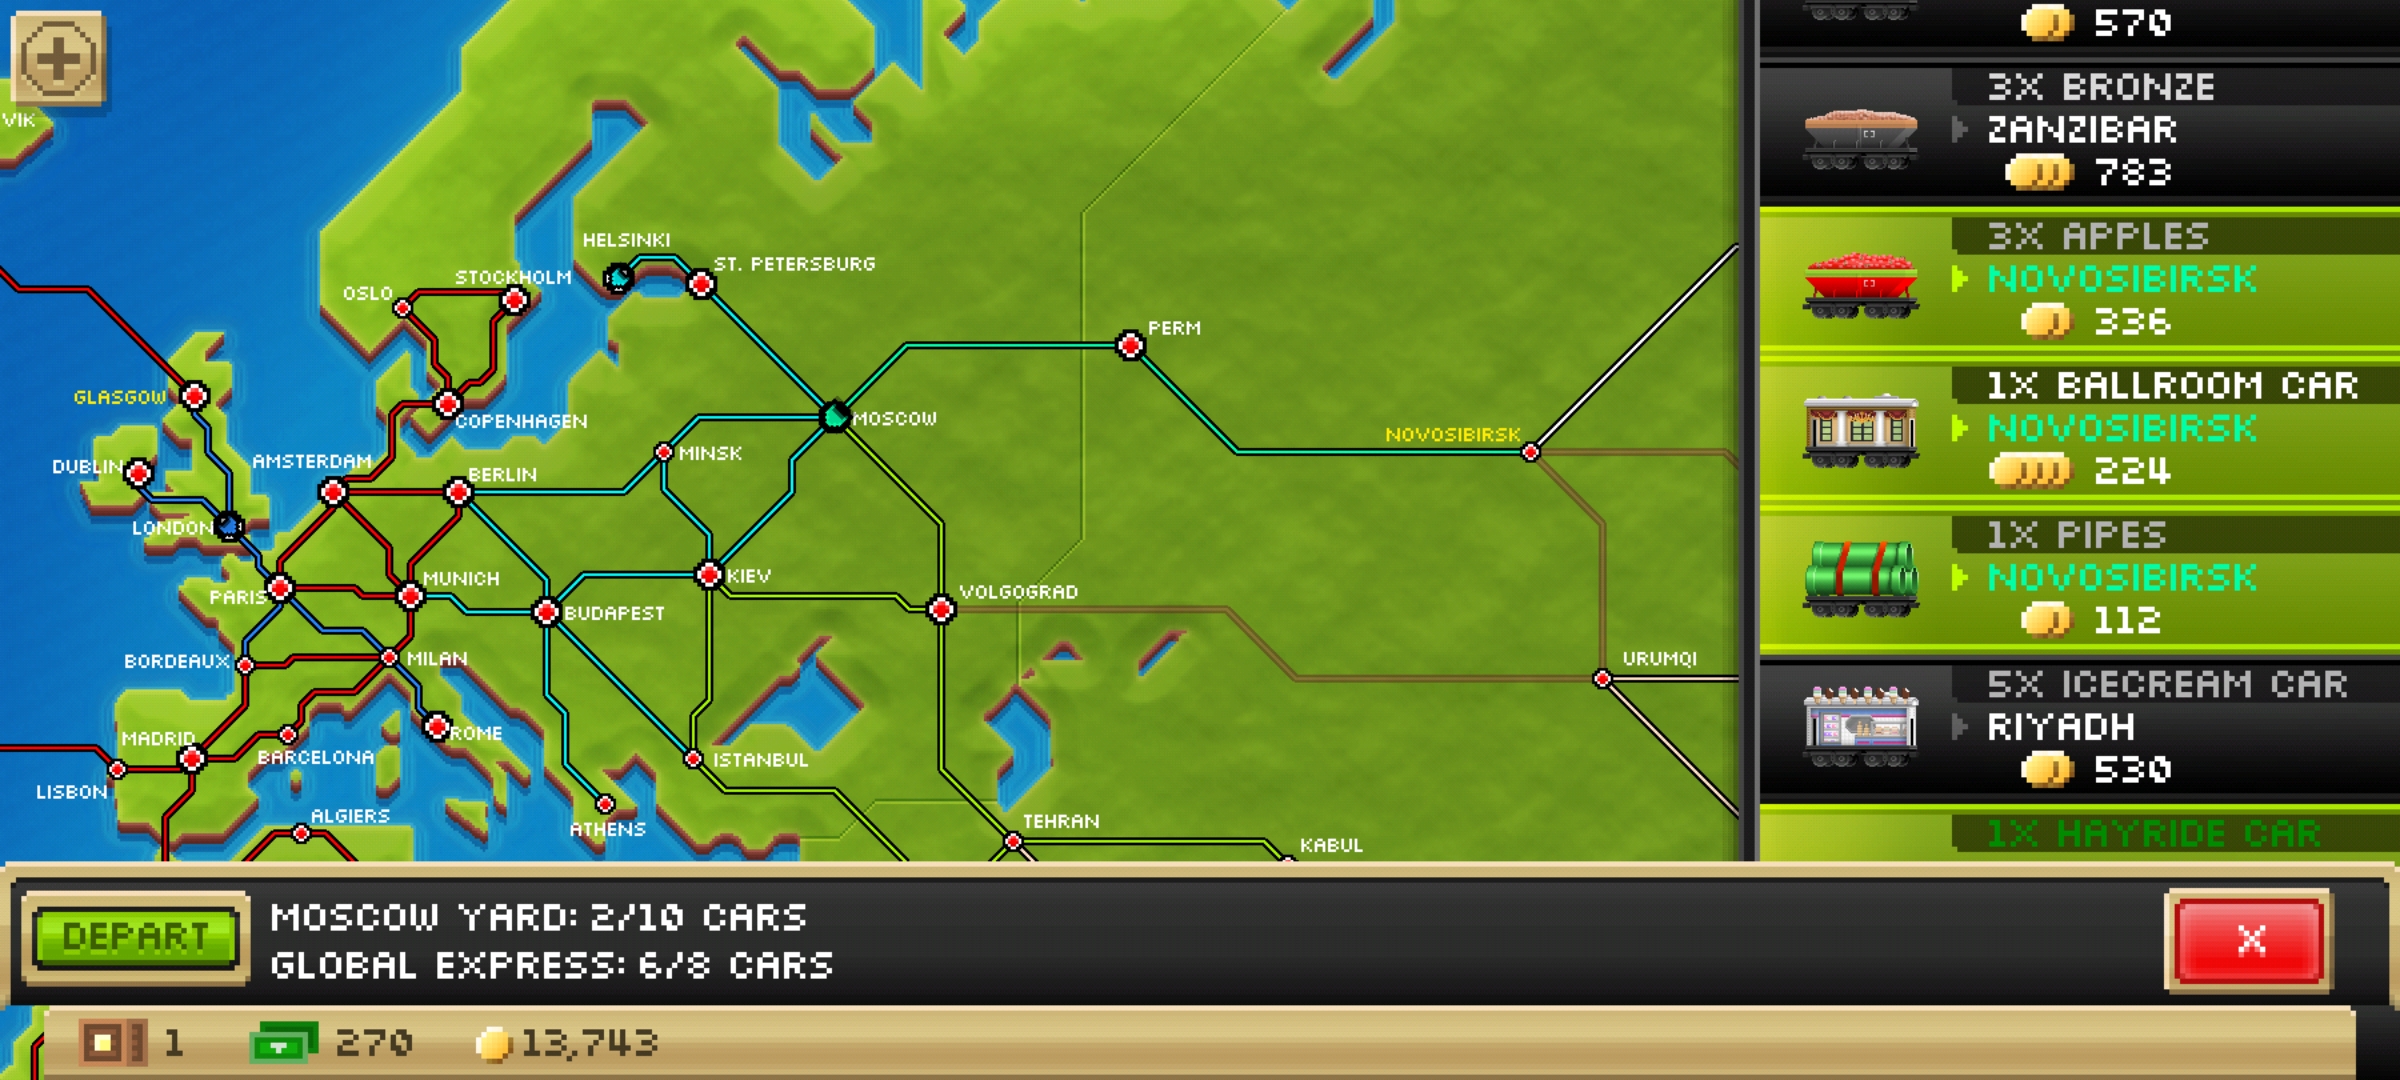 VIK
HELSINKI
ST. PETERSBURG
STOCKHOLM
OSLO
PERM
GLASGOW
COPENHAGEN
MOSCOW
NOVOSIBIRSK
MINSK
DUBLIN
AMSTERDAM
BERLIN
LONDON
MUNICH
KIEV
PARIS
BUDAPEST
VOLGOGRAD
BORDEAUX
MILAN
URUMQI
MADRID
ROME
BARCELONA
ISTANBUL
LISBON
ALGIERS
ATHENS
TEHRAN
KABUL
570
3X BRONZE
ZANZIBAR
783
3X APPLES
NOVOSIBIRSK
336
1X BALLROOM CAR
NOVOSIBIRSK
224
1X PIPES
NOVOSIBIRSK
112
5X ICECREAM CAR
RIYADH
530
1X HAYRIDE CAR
DEPART
MOSCOW YARD: 2/10 CARS
GLOBAL EXPRESS: 6/8 CARS
X
1
270
13,743